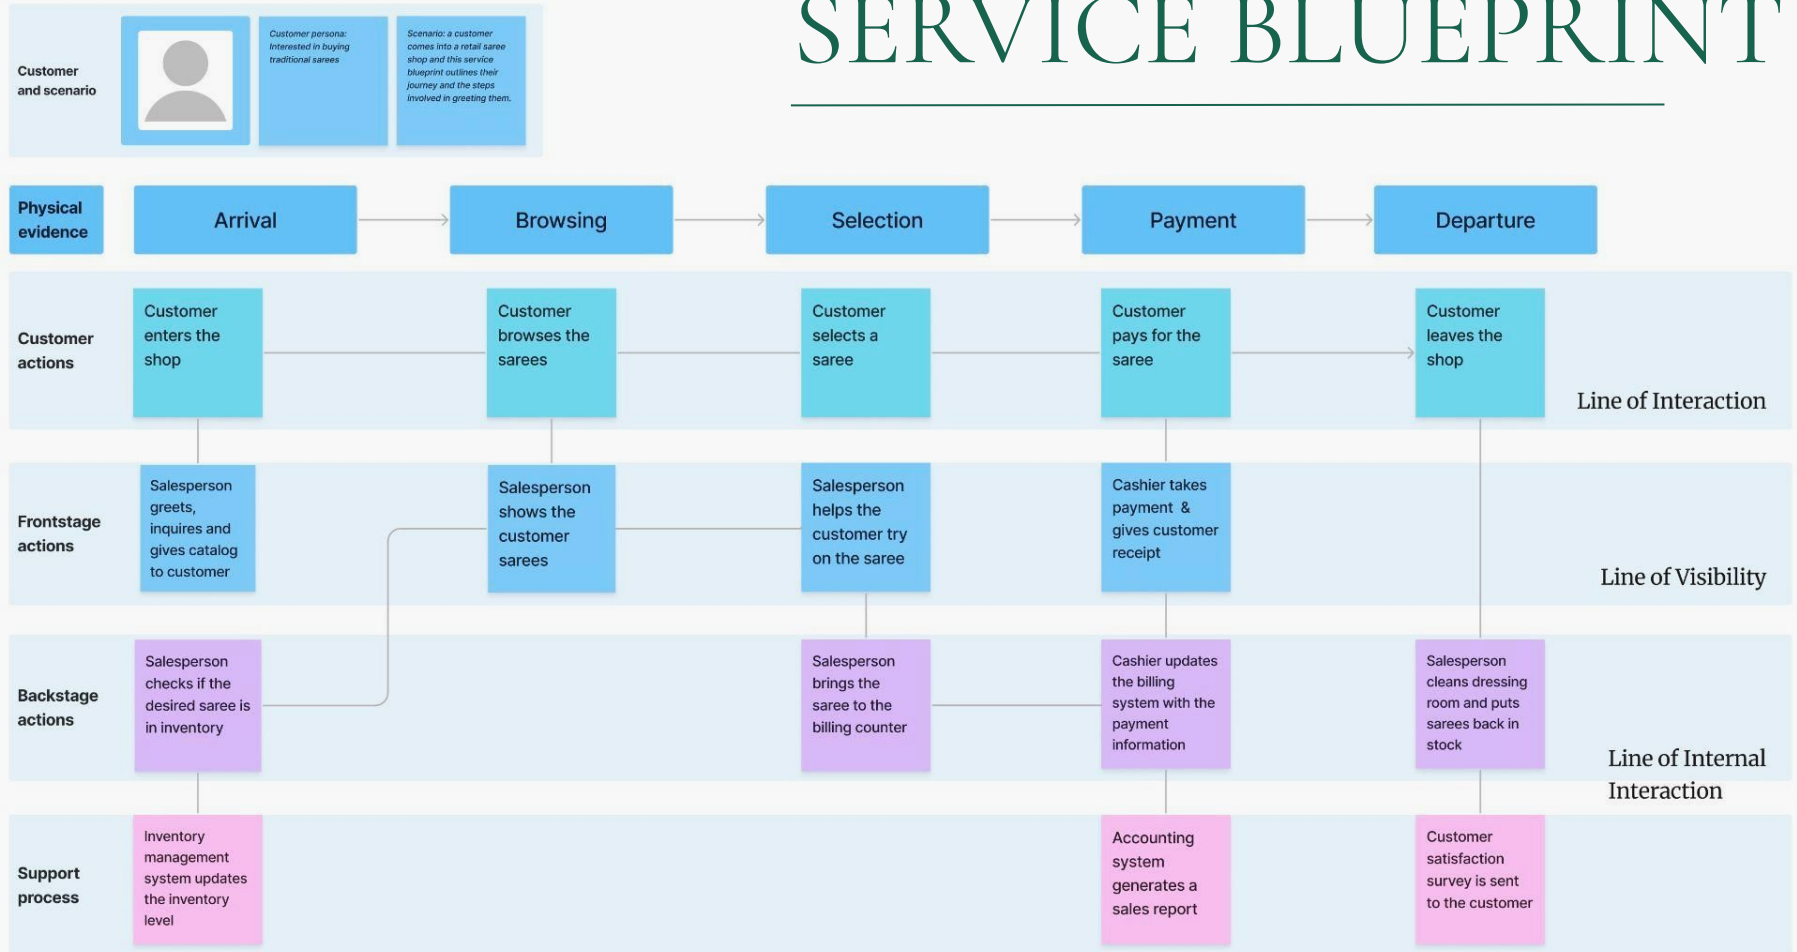 SERVICE BLUEPRINT
Customer
and scenario
Customer persona:
Interested in buying
traditional sarees
Scenario: a customer
comes into a retail saree
shop and this service
blueprint outlines their
journey and the steps
involved in greeting them.
Physical
evidence
Arrival
Browsing
Selection
Payment
Departure
Customer
actions
Customer
enters the
shop
Customer
browses the
sarees
Customer
selects a
saree
Customer
pays for the
saree
Customer
leaves the
shop
Line of Interaction
Frontstage
actions
Salesperson
greets,
inquires and
gives catalog
to customer
Salesperson
shows the
customer
sarees
Salesperson
helps the
customer try
on the saree
Cashier takes
payment &
gives customer
receipt
Line of Visibility
Backstage
actions
Salesperson
checks if the
desired saree is
in inventory
Salesperson
brings the
saree to the
billing counter
Cashier updates
the billing
system with the
payment
information
Salesperson
cleans dressing
room and puts
sarees back in
stock
Line of Internal
Interaction
Support
process
Inventory
management
system updates
the inventory
level
Accounting
system
generates a
sales report
Customer
satisfaction
survey is sent
to the customer